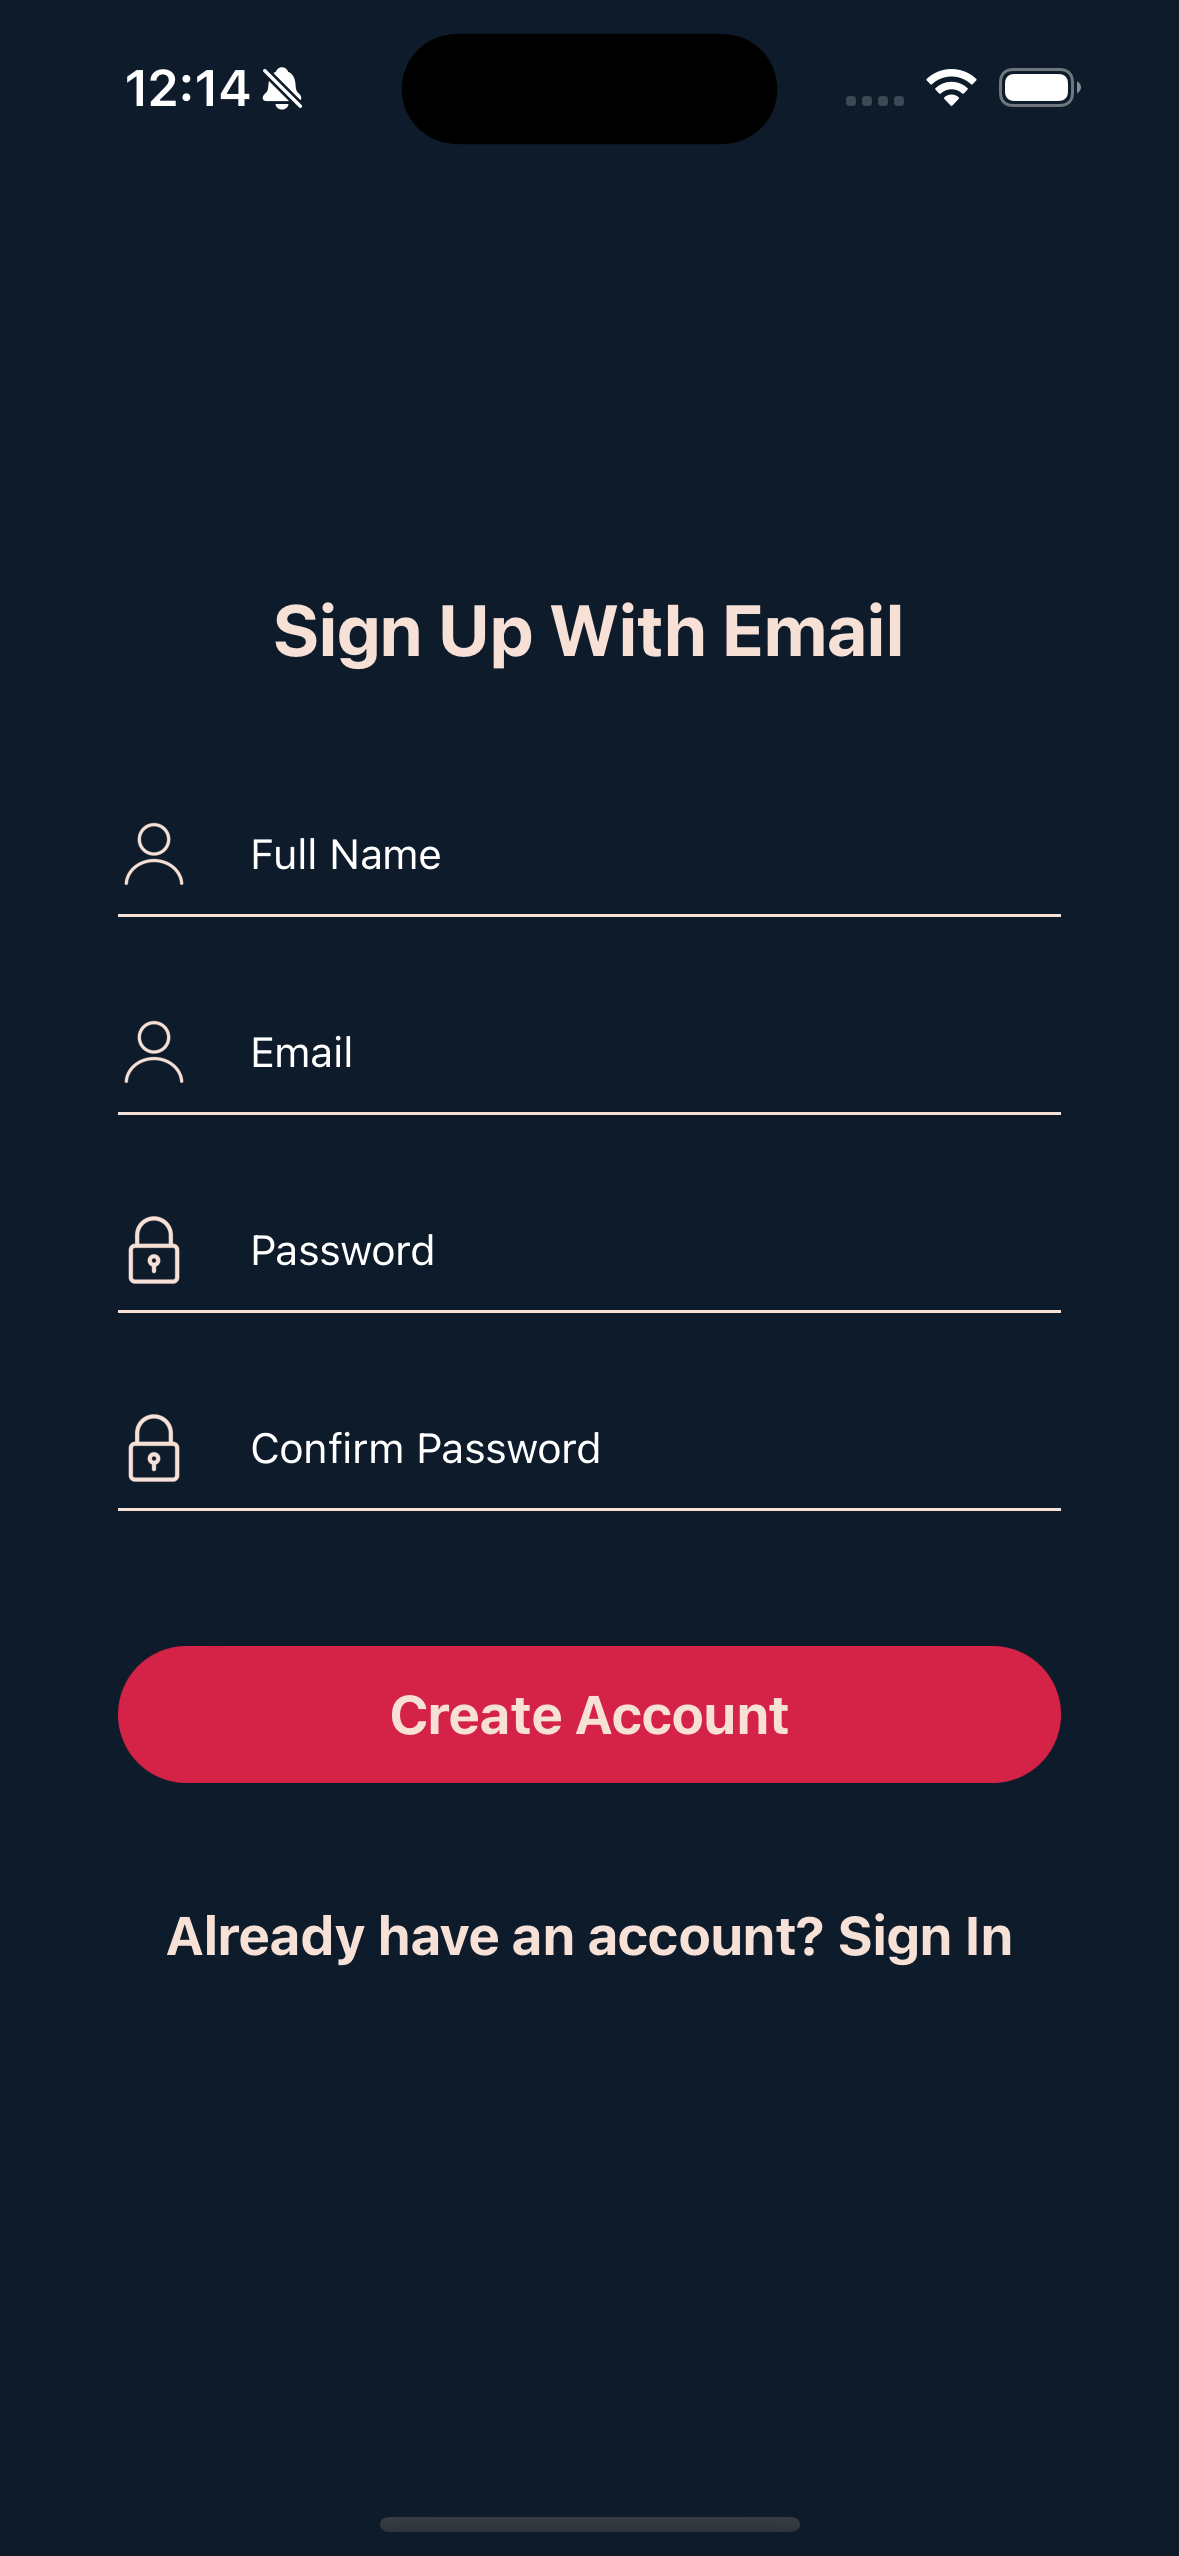 12:14
Sign Up With Email
Full Name
Email
Password
Confirm Password
Create Account
Already have an account? Sign In